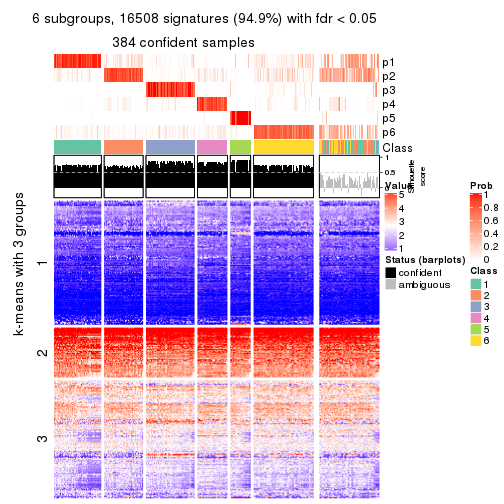 6 subgroups, 16508 signatures (94.9%) with fdr < 0.05
384 confident samples
p1
p2
p3
p4
p5
p6
Class
1
0.5
0
Silhouette
score
k-means with 3 groups
1
2
3
Value
5
4
3
2
1
Status (barplots)
confident
ambiguous
Prob
1
0.8
0.6
0.4
0.2
0
Class
1
2
3
4
5
6